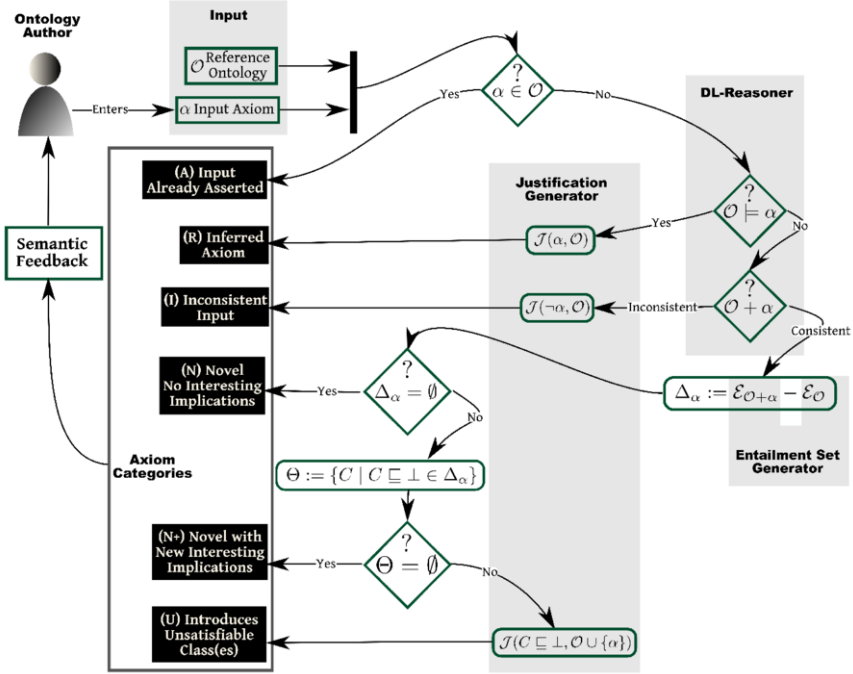 Ontology
Author
Input
𝒪 Reference
Ontology
Enters
α Input Axiom
?
α ∈ 𝒪
Yes
No
DL-Reasoner
(A) Input
Already Asserted
Justification
Generator
?
𝒪 ⊨ α
Yes
No
Semantic
Feedback
(R) Inferred
Axiom
𝒥(α, 𝒪)
(I) Inconsistent
Input
𝒥(¬α, 𝒪)
Inconsistent
?
𝒪 + α
Consistent
(N) Novel
No Interesting
Implications
Yes
?
Δα = ∅
No
Δα := ℰ𝒪+α − ℰ𝒪
Entailment Set
Generator
Axiom
Categories
Θ := {C | C ⊑ ⊥ ∈ Δα}
(N+) Novel with
New Interesting
Implications
Yes
?
Θ = ∅
No
(U) Introduces
Unsatisfiable
Class(es)
𝒥(C ⊑ ⊥, 𝒪 ∪ {α})